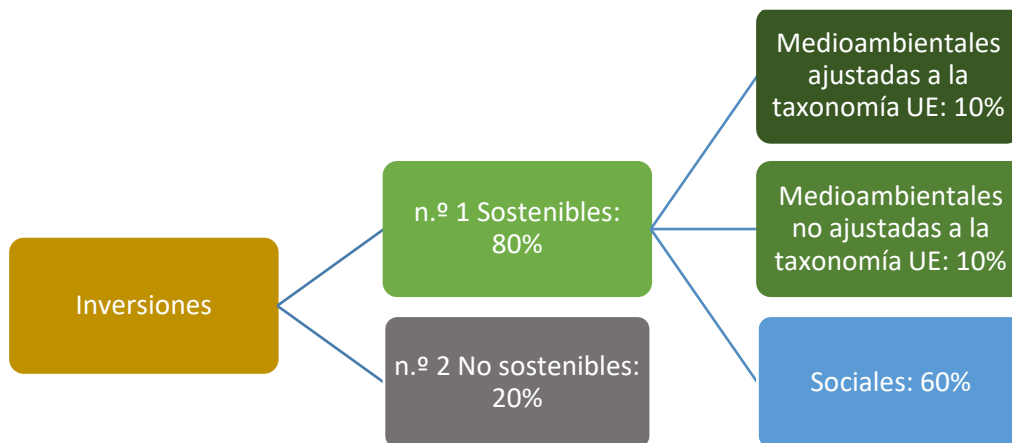 Inversiones
n.º 1 Sostenibles:
80%
n.º 2 No sostenibles:
20%
Medioambientales
ajustadas a la
taxonomía UE: 10%
Medioambientales
no ajustadas a la
taxonomía UE: 10%
Sociales: 60%